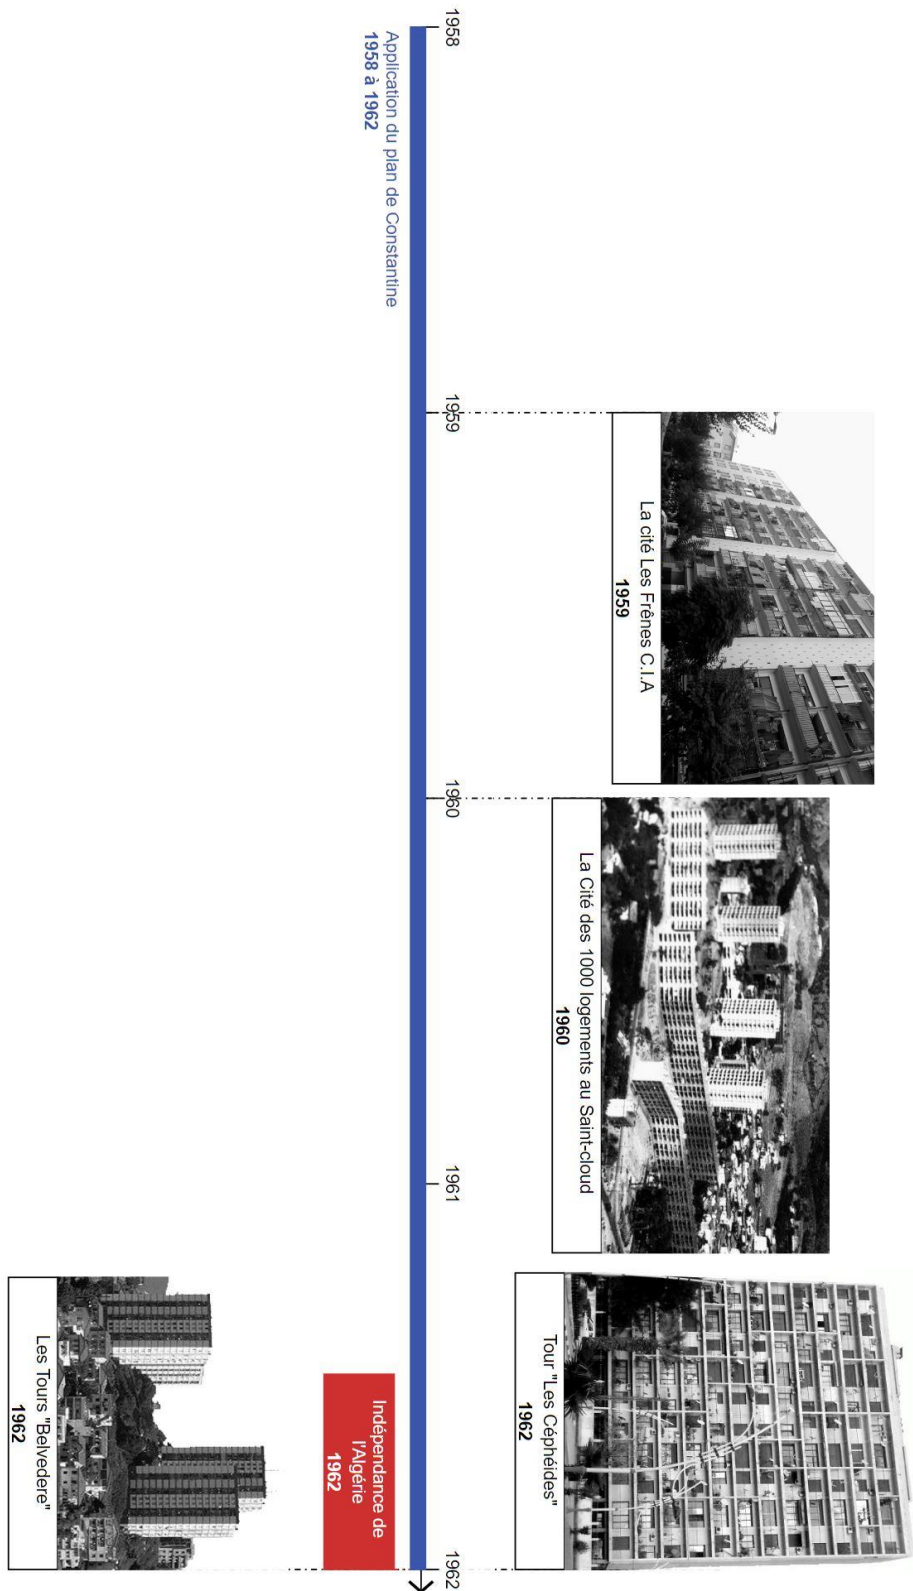 La cité Les Frênes C.I.A
1959
La Cité des 1000 logements au Saint-cloud
1960
Tour "Les Céphéides"
1962
1958
1959
1960
1961
1962
Application du plan de Constantine
1958 à 1962
Indépendance de
l'Algérie
1962
Les Tours "Belvedere"
1962